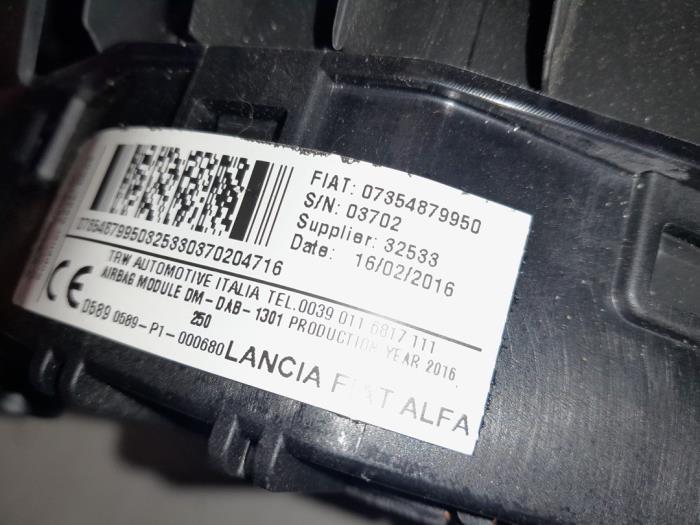 FIAT: 07354879950
S/N: 03702
Supplier: 32533
Date: 16/02/2016
07354879950325330370204716
TRW AUTOMOTIVE ITALIA TEL.0039 011 6817 111
AIRBAG MODULE DM-DAB-1301 PRODUCTION YEAR 2016
250
CE 0589 0589-P1-000680 LANCIA FIAT ALFA